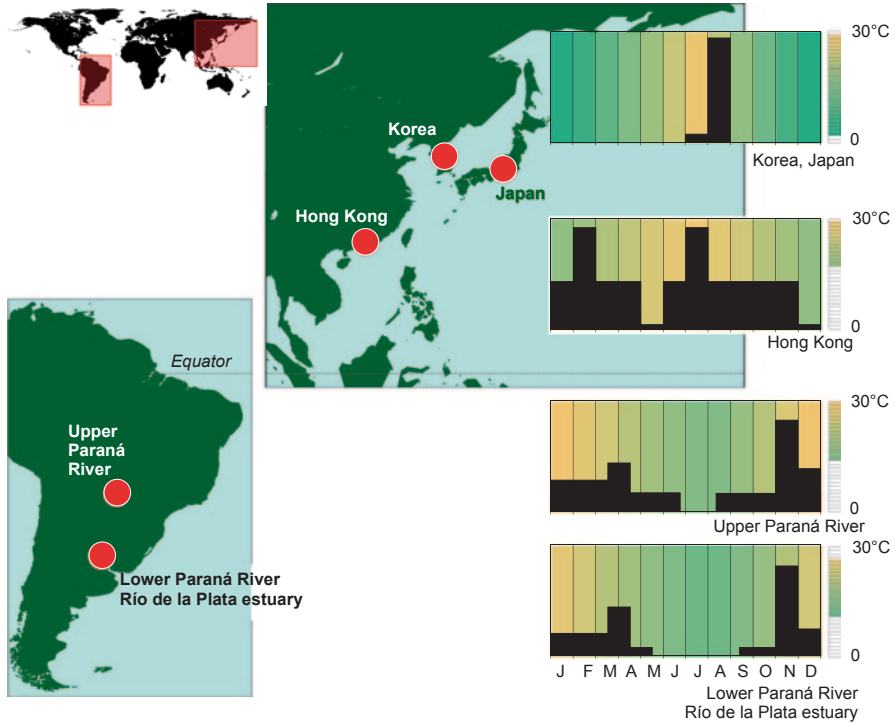 Korea
Japan
Hong Kong
30°C
0
Korea, Japan
30°C
0
Hong Kong
Equator
Upper
Paraná
River
Lower Paraná River
Río de la Plata estuary
30°C
0
Upper Paraná River
30°C
0
J F M A M J J A S O N D
Lower Paraná River
Río de la Plata estuary